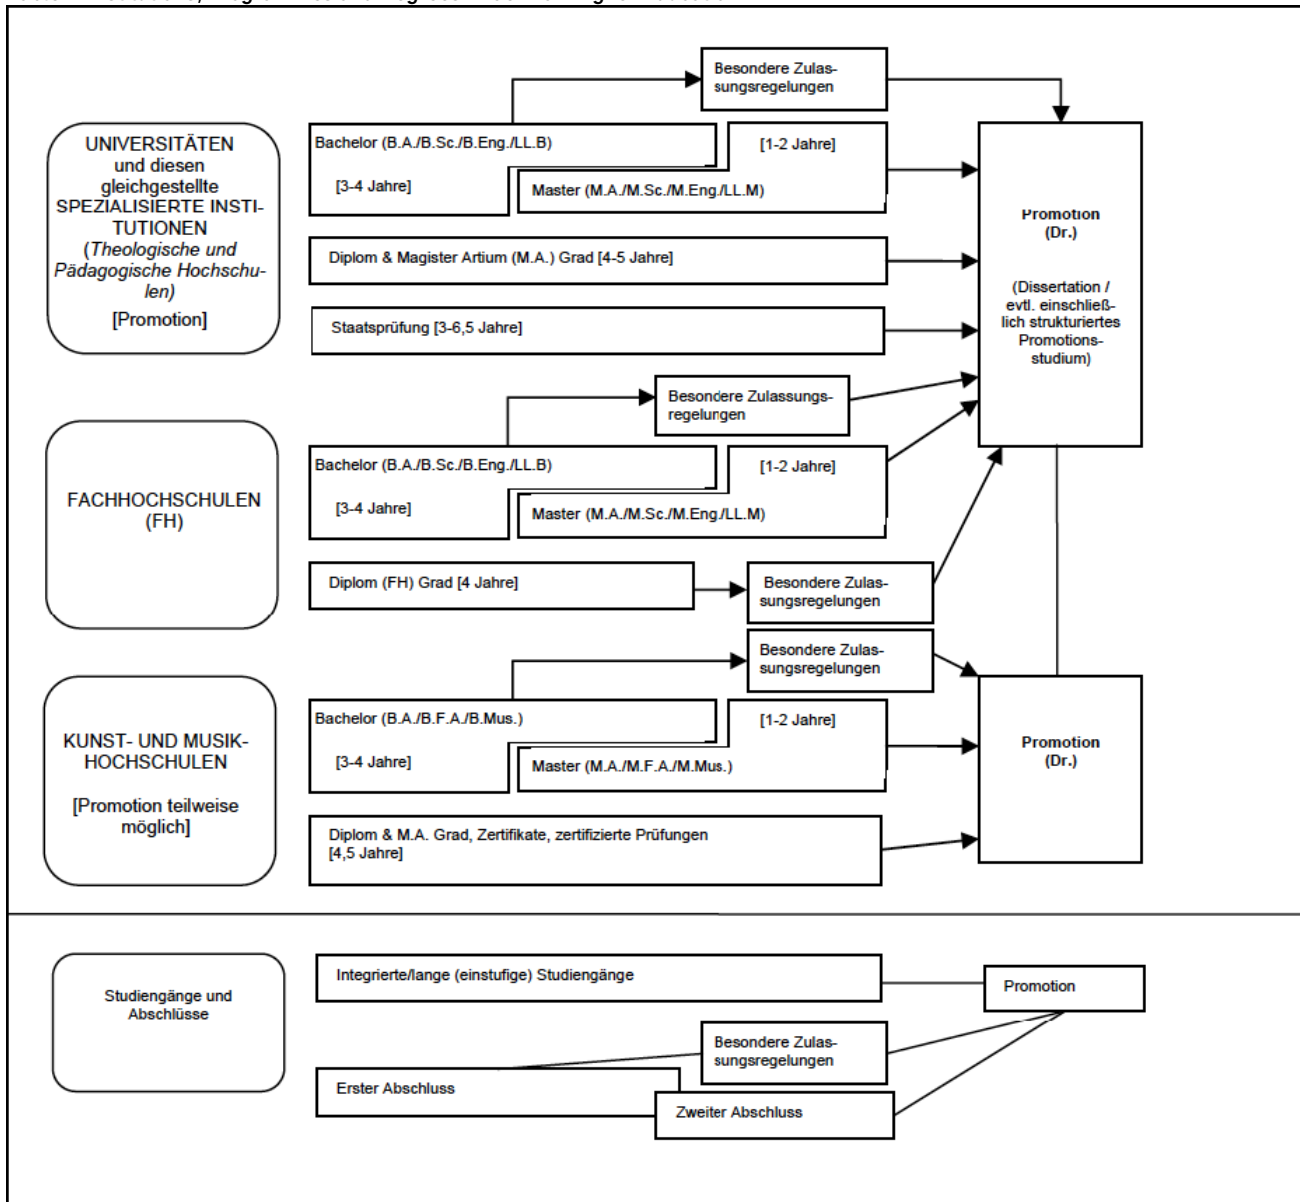 Besondere Zulas-
sungsregelungen
UNIVERSITÄTEN
und diesen
gleichgestellte
SPEZIALISIERTE INSTI-
TUTIONEN
(Theologische und
Pädagogische Hochschu-
len)
[Promotion]
Bachelor (B.A./B.Sc./B.Eng./LL.B)
[3-4 Jahre]
[1-2 Jahre]
Master (M.A./M.Sc./M.Eng./LL.M)
Diplom & Magister Artium (M.A.) Grad [4-5 Jahre]
Staatsprüfung [3-6,5 Jahre]
Promotion
(Dr.)
(Dissertation /
evtl. einschließ-
lich strukturiertes
Promotions-
studium)
Besondere Zulassungs-
regelungen
FACHHOCHSCHULEN
(FH)
Bachelor (B.A./B.Sc./B.Eng./LL.B)
[3-4 Jahre]
[1-2 Jahre]
Master (M.A./M.Sc./M.Eng./LL.M)
Diplom (FH) Grad [4 Jahre]
Besondere Zulas-
sungsregelungen
Besondere Zulas-
sungsregelungen
KUNST- UND MUSIK-
HOCHSCHULEN
[Promotion teilweise
möglich]
Bachelor (B.A./B.F.A./B.Mus.)
[3-4 Jahre]
[1-2 Jahre]
Master (M.A./M.F.A./M.Mus.)
Diplom & M.A. Grad, Zertifikate, zertifizierte Prüfungen
[4,5 Jahre]
Promotion
(Dr.)
Studiengänge und
Abschlüsse
Integrierte/lange (einstufige) Studiengänge
Promotion
Besondere Zulas-
sungsregelungen
Erster Abschluss
Zweiter Abschluss